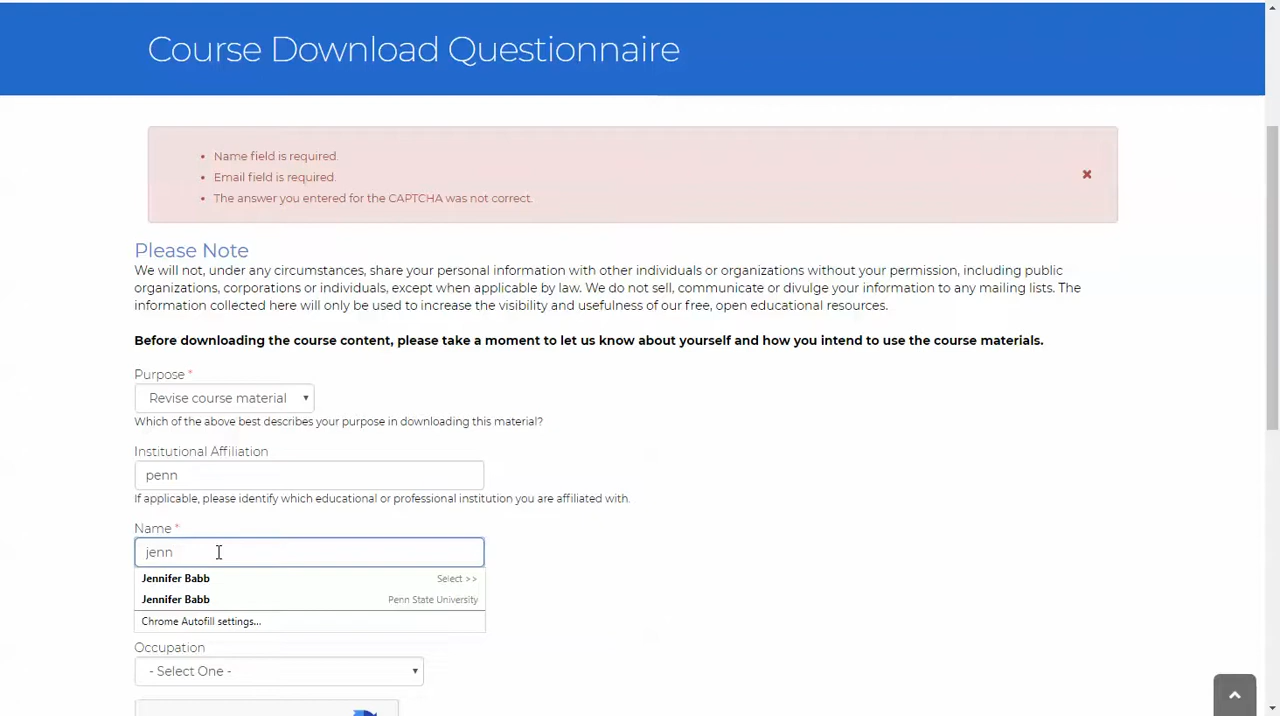 Course Download Questionnaire
Name field is required.
Email field is required.
The answer you entered for the CAPTCHA was not correct.
Please Note
We will not, under any circumstances, share your personal information with other individuals or organizations without your permission, including public
organizations, corporations or individuals, except when applicable by law. We do not sell, communicate or divulge your information to any mailing lists. The
information collected here will only be used to increase the visibility and usefulness of our free, open educational resources.
Before downloading the course content, please take a moment to let us know about yourself and how you intend to use the course materials.
Purpose *
Revise course material
Which of the above best describes your purpose in downloading this material?
Institutional Affiliation
penn
If applicable, please identify which educational or professional institution you are affiliated with.
Name *
jenn
Jennifer Babb Select >>
Jennifer Babb Penn State University
Chrome Autofill settings...
Occupation
- Select One -